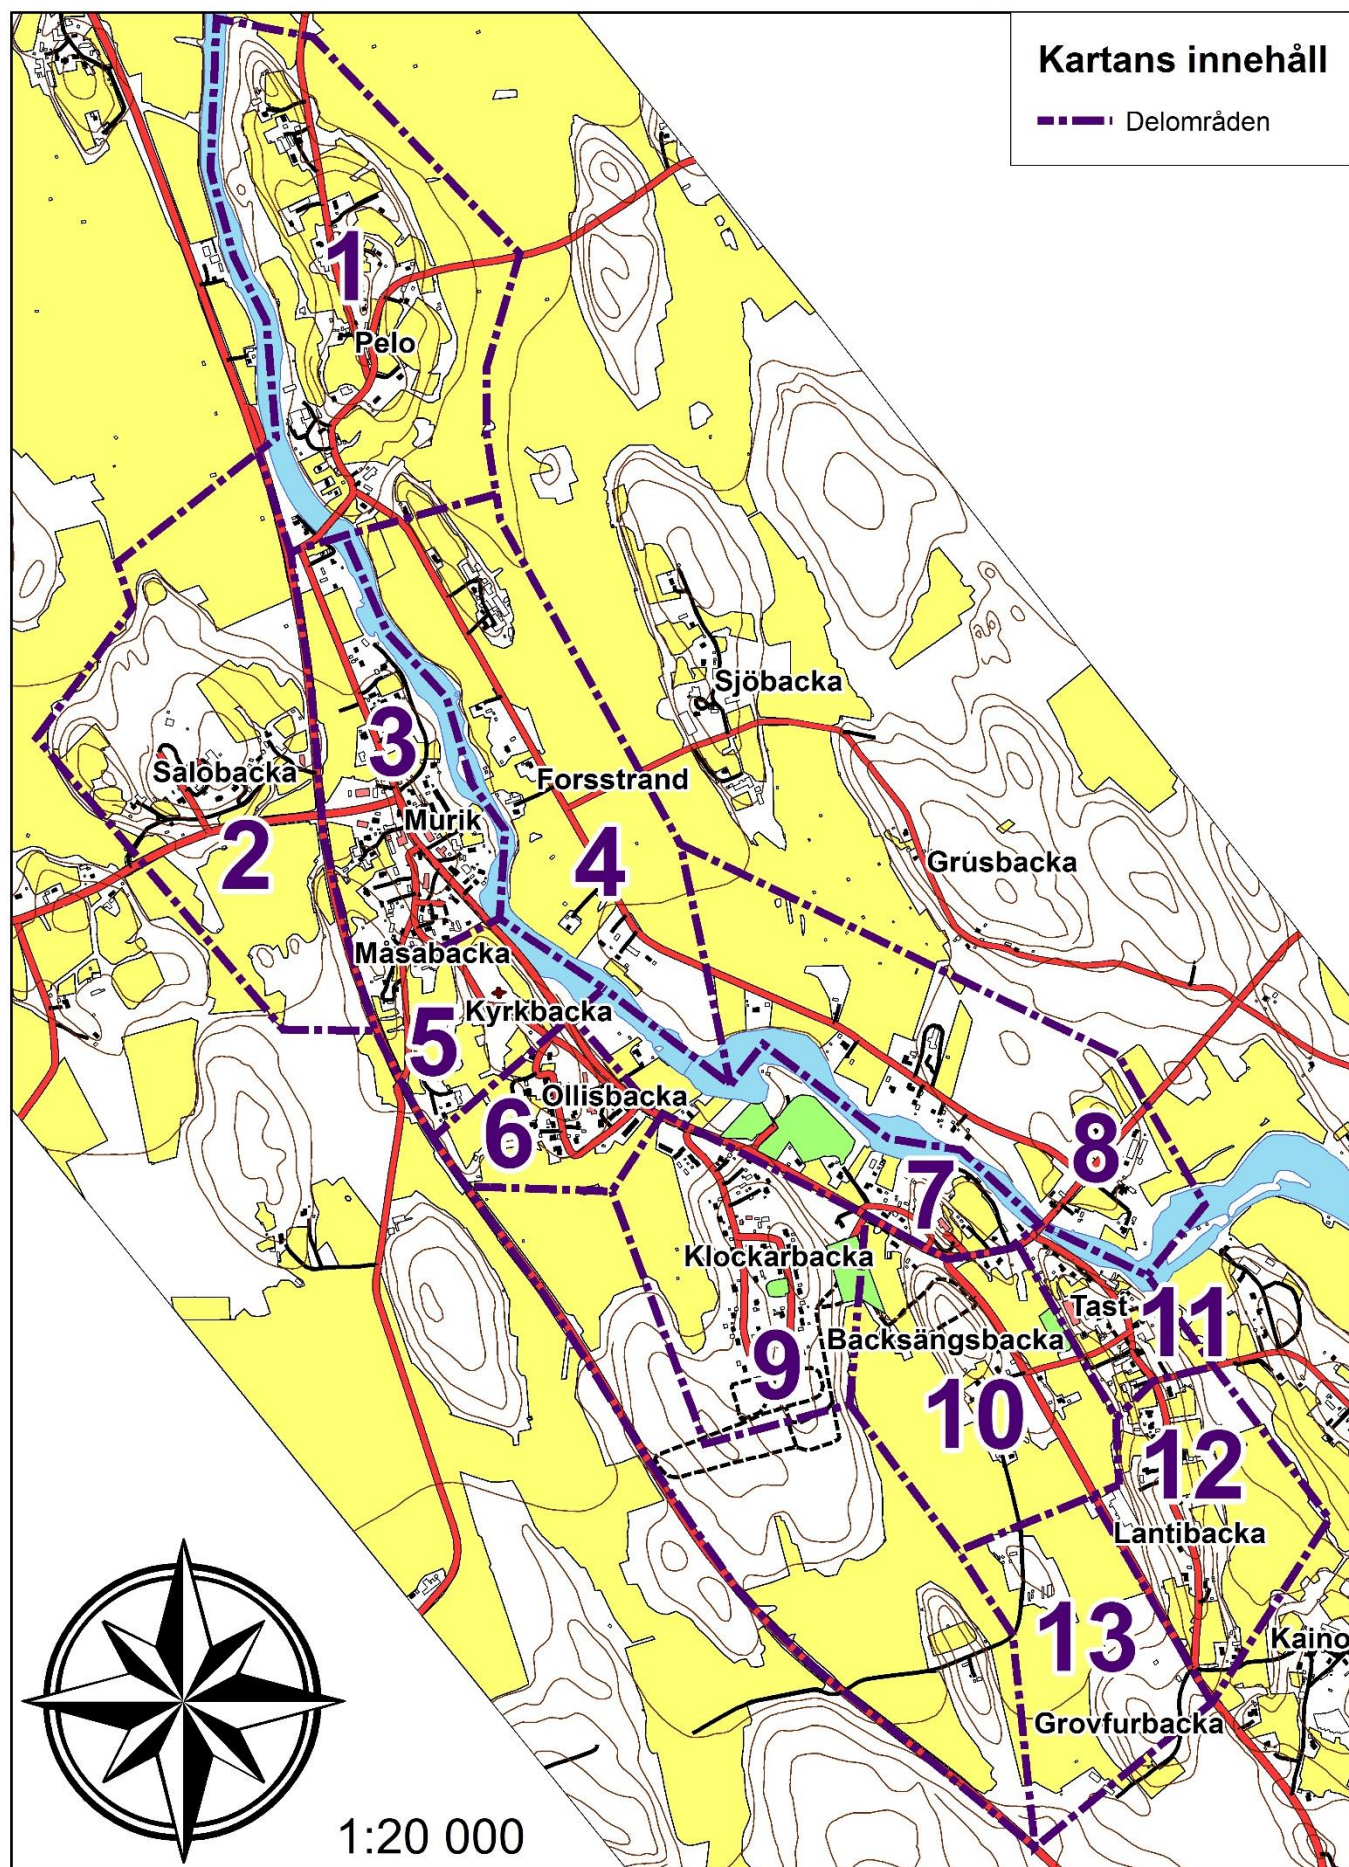 Kartans innehåll
Delområden
1
Pelo
Sjöbacka
3
Salobacka
Forsstrand
Murik
2
4
Grusbacka
Måsabacka
Kyrkbacka
5
Ollisbacka
6
8
7
Klockarbacka
Tast
11
Bäcksängsbacka
9
10
12
Lantibacka
13
Kaino
Grovfurbacka
1:20 000